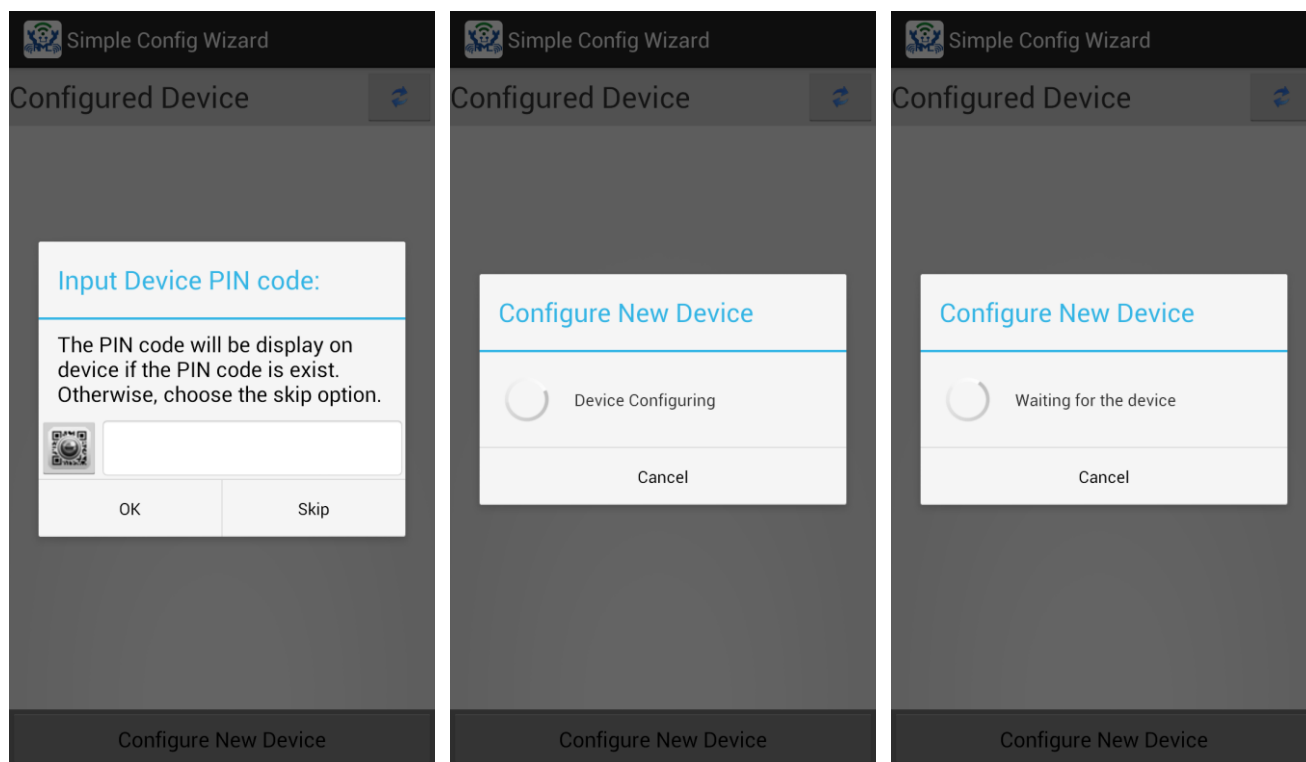 Simple Config Wizard
Configured Device
Input Device PIN code:
The PIN code will be display on
device if the PIN code is exist.
Otherwise, choose the skip option.
OK
Skip
Configure New Device
Simple Config Wizard
Configured Device
Configure New Device
Device Configuring
Cancel
Configure New Device
Simple Config Wizard
Configured Device
Configure New Device
Waiting for the device
Cancel
Configure New Device